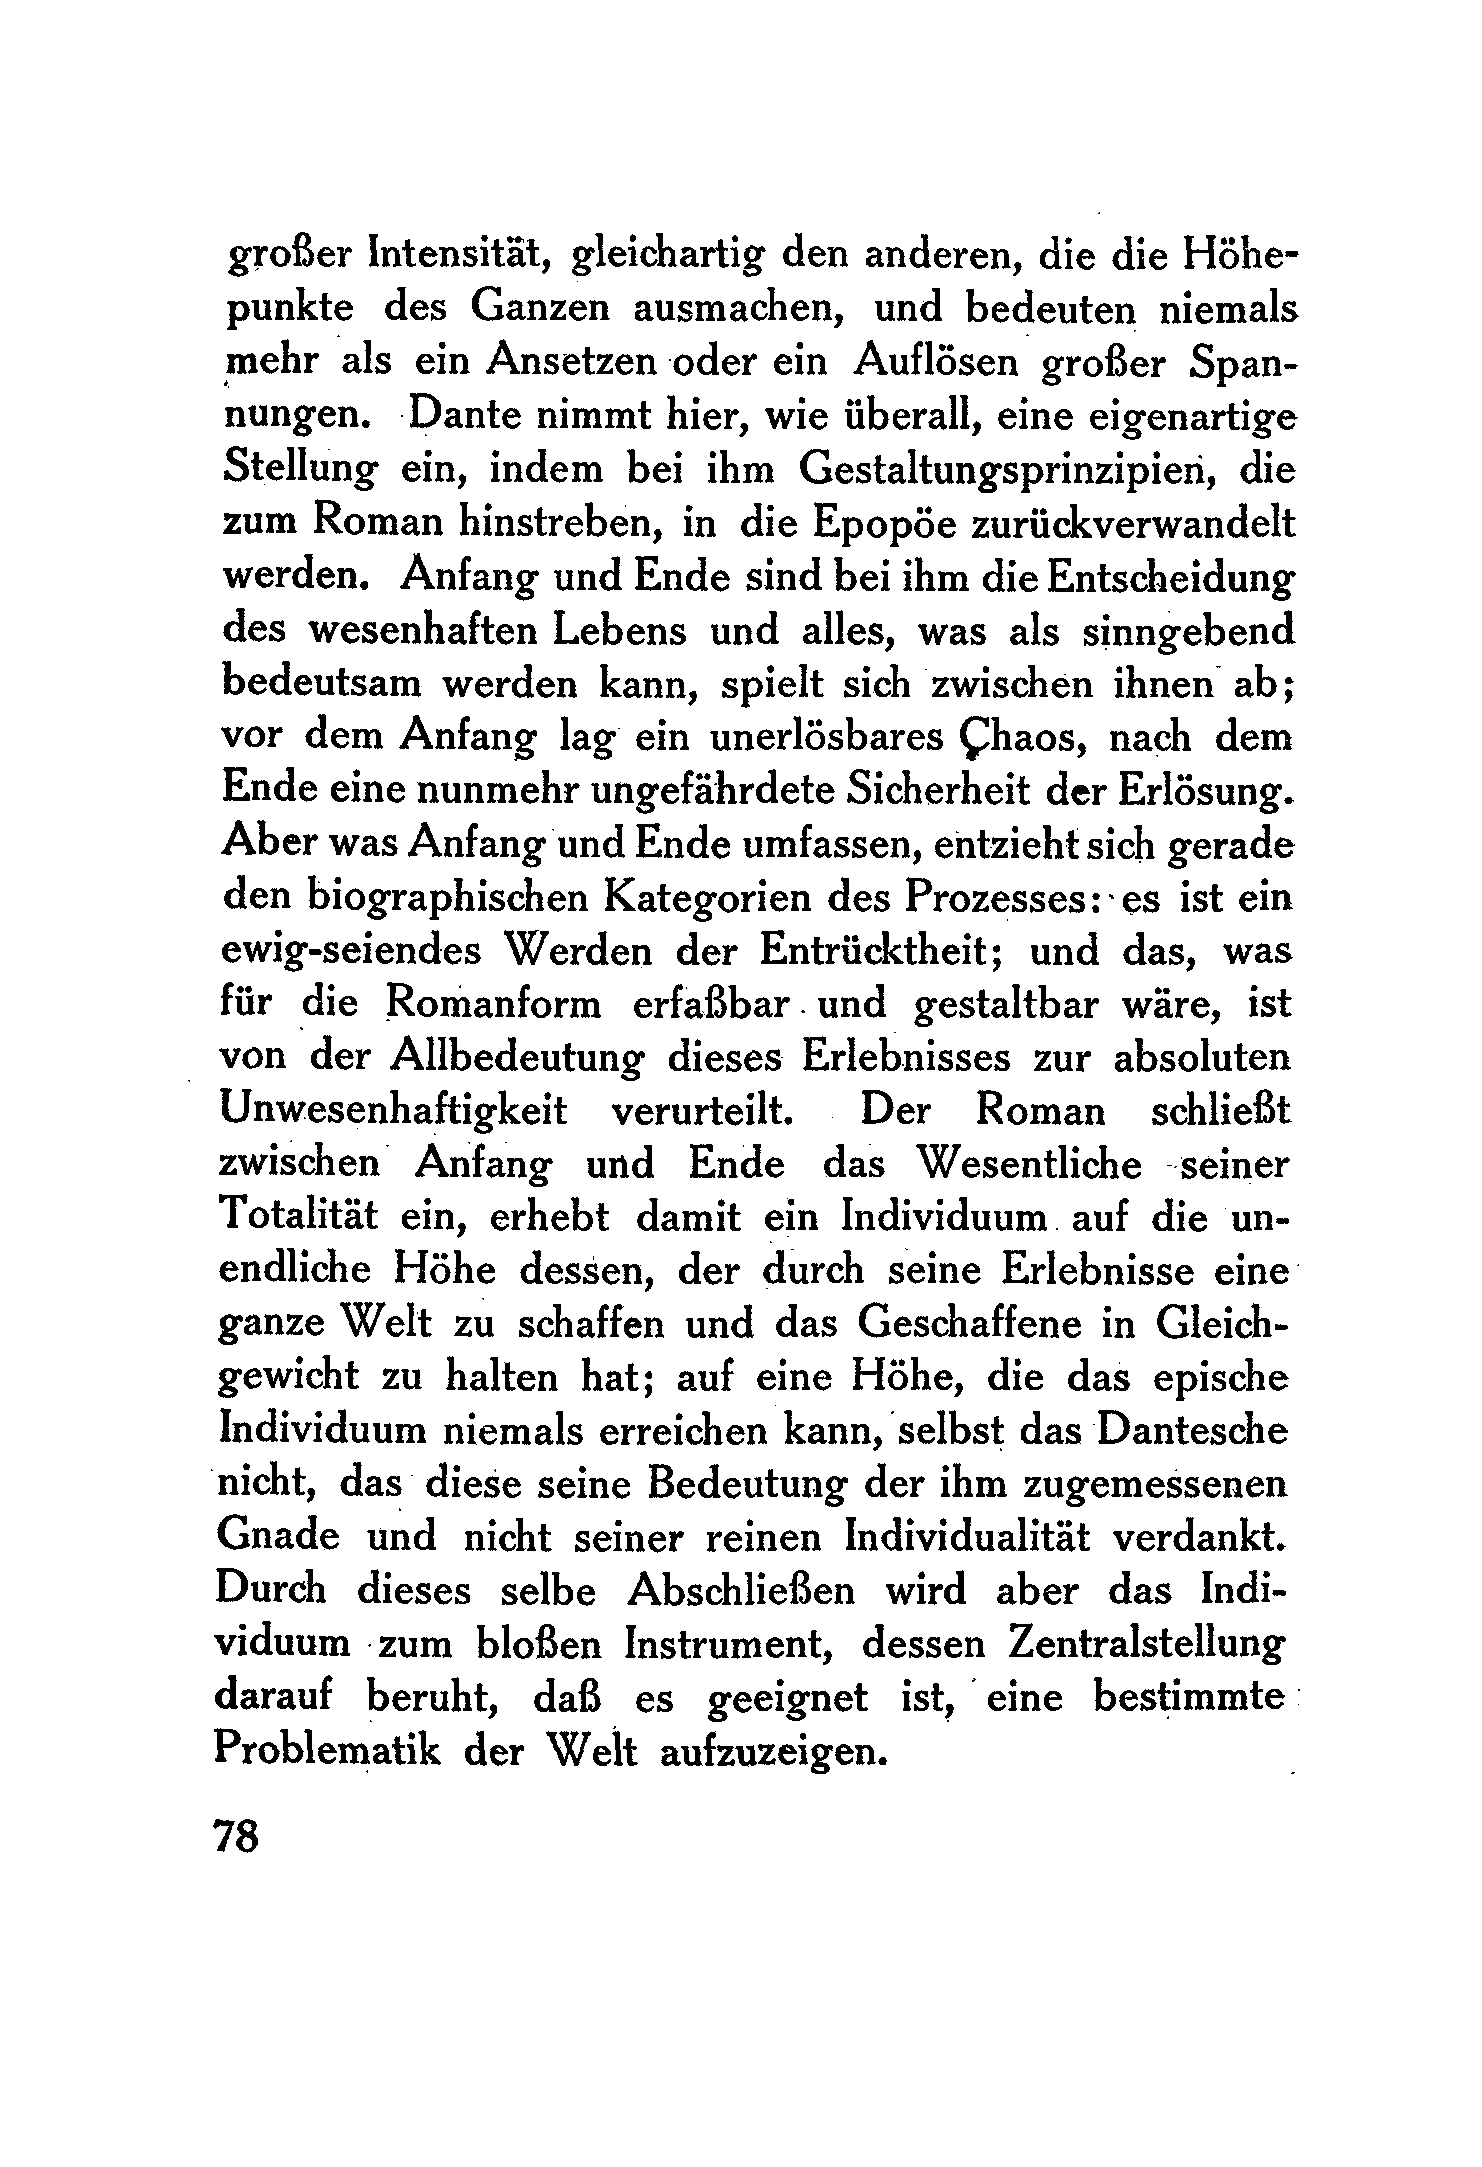 großer Intensität, gleichartig den anderen, die die Höhe-
punkte des Ganzen ausmachen, und bedeuten niemals
mehr als ein Ansetzen oder ein Auflösen großer Span-
nungen. Dante nimmt hier, wie überall, eine eigenartige
Stellung ein, indem bei ihm Gestaltungsprinzipien, die
zum Roman hinstreben, in die Epopöe zurückverwandelt
werden. Anfang und Ende sind bei ihm die Entscheidung
des wesenhaften Lebens und alles, was als sinngebend
bedeutsam werden kann, spielt sich zwischen ihnen ab;
vor dem Anfang lag ein unerlösbares Chaos, nach dem
Ende eine nunmehr ungefährdete Sicherheit der Erlösung.
Aber was Anfang und Ende umfassen, entzieht sich gerade
den biographischen Kategorien des Prozesses: es ist ein
ewig-seiendes Werden der Entrücktheit; und das, was
für die Romanform erfaßbar und gestaltbar wäre, ist
von der Allbedeutung dieses Erlebnisses zur absoluten
Unwesenhaftigkeit verurteilt. Der Roman schließt
zwischen Anfang und Ende das Wesentliche seiner
Totalität ein, erhebt damit ein Individuum auf die un-
endliche Höhe dessen, der durch seine Erlebnisse eine
ganze Welt zu schaffen und das Geschaffene in Gleich-
gewicht zu halten hat; auf eine Höhe, die das epische
Individuum niemals erreichen kann, selbst das Dantesche
nicht, das diese seine Bedeutung der ihm zugemessenen
Gnade und nicht seiner reinen Individualität verdankt.
Durch dieses selbe Abschließen wird aber das Indi-
viduum zum bloßen Instrument, dessen Zentralstellung
darauf beruht, daß es geeignet ist, eine bestimmte
Problematik der Welt aufzuzeigen.
78